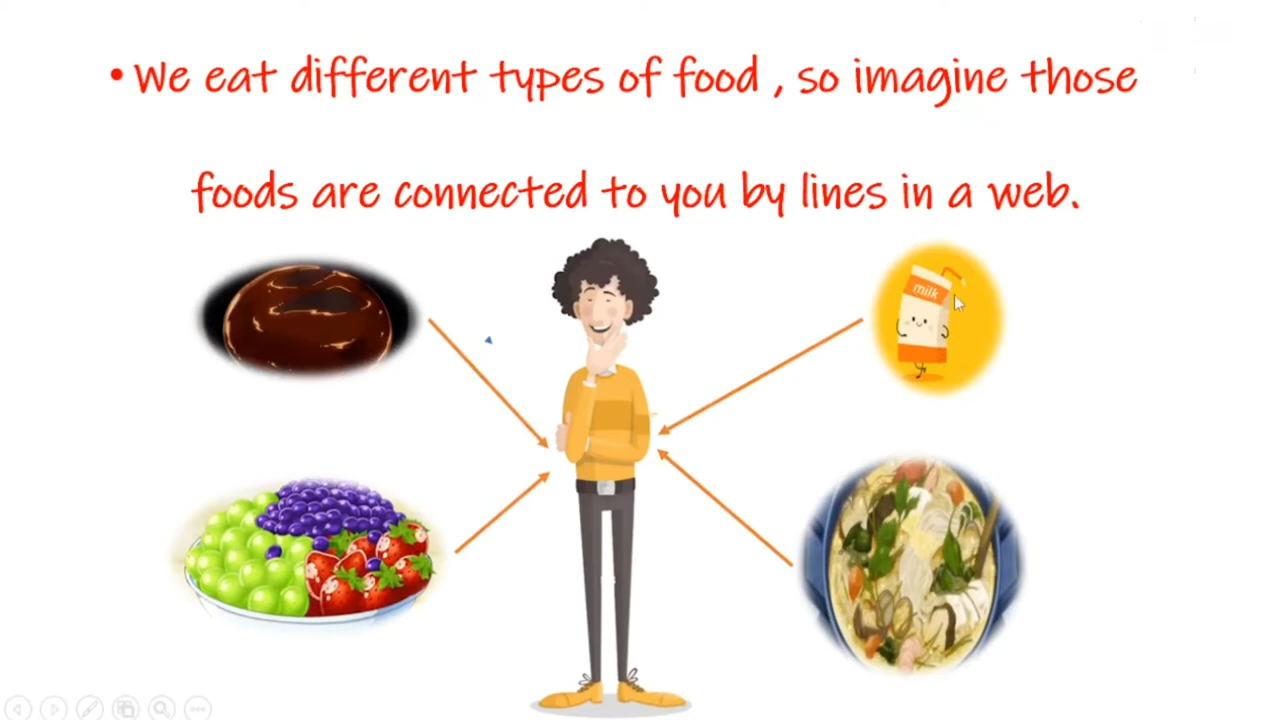 • We eat different types of food , so imagine those
foods are connected to you by lines in a web.
milk